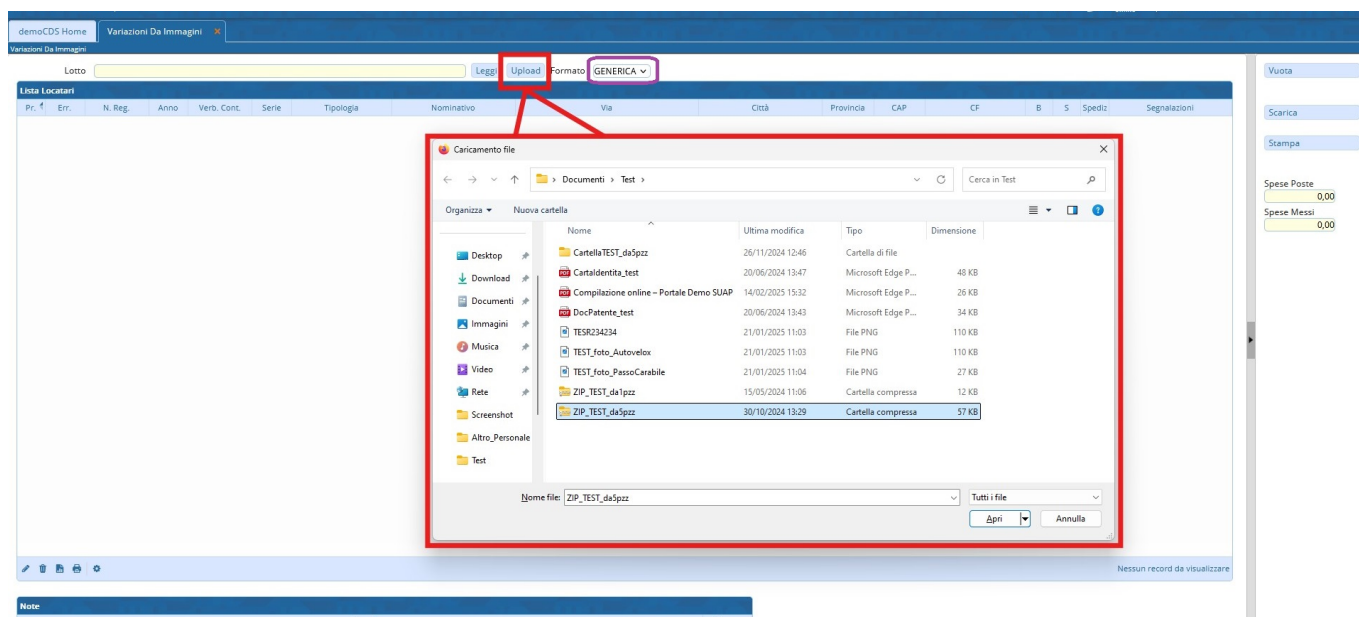 demoCDS Home Variazioni Da Immagini ×
Variazioni Da Immagini
Lotto Leggi Upload Formato GENERICA Vuota
Lista Locatari
Pr. Err. N. Reg. Anno Verb. Cont. Serie Tipologia Nominativo Via Città Provincia CAP CF B S Spediz Segnalazioni
Scarica
Stampa
Spese Poste
0,00
Spese Messi
0,00
Caricamento file
Documenti > Test > Cerca in Test
Organizza Nuova cartella
Nome Ultima modifica Tipo Dimensione
Desktop
Download
Documenti
Immagini
Musica
Video
Rete
Screenshot
Altro_Personale
Test
CartellaTEST_da5pzz 26/11/2024 12:46 Cartella di file
CartaIdentita_test 20/06/2024 13:47 Microsoft Edge P... 48 KB
Compilazione online – Portale Demo SUAP 14/02/2025 15:32 Microsoft Edge P... 26 KB
DocPatente_test 20/06/2024 13:43 Microsoft Edge P... 34 KB
TESR234234 21/01/2025 11:03 File PNG 110 KB
TEST_foto_Autovelox 21/01/2025 11:03 File PNG 110 KB
TEST_foto_PassoCarabile 21/01/2025 11:04 File PNG 27 KB
ZIP_TEST_da1pzz 15/05/2024 11:06 Cartella compressa 12 KB
ZIP_TEST_da5pzz 30/10/2024 13:29 Cartella compressa 57 KB
Nome file: ZIP_TEST_da5pzz Tutti i file
Apri Annulla
Nessun record da visualizzare
Note